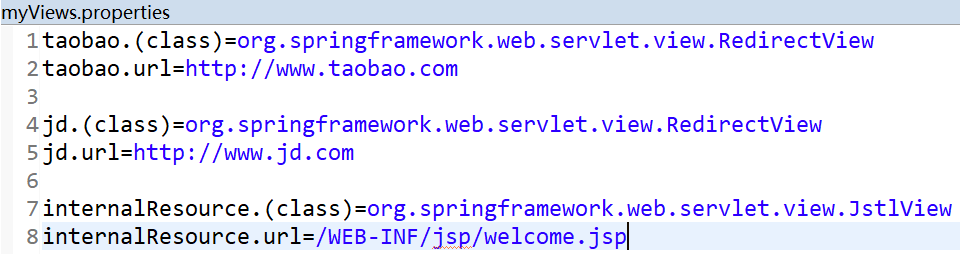 myViews.properties
1 taobao.(class)=org.springframework.web.servlet.view.RedirectView
2 taobao.url=http://www.taobao.com
3
4 jd.(class)=org.springframework.web.servlet.view.RedirectView
5 jd.url=http://www.jd.com
6
7 internalResource.(class)=org.springframework.web.servlet.view.JstlView
8 internalResource.url=/WEB-INF/jsp/welcome.jsp